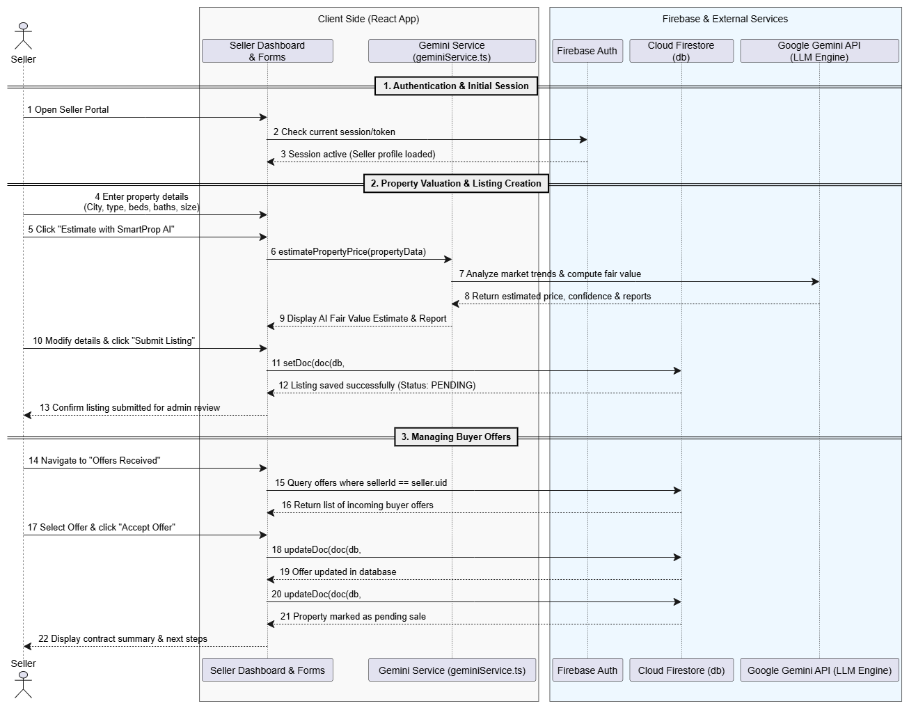 Client Side (React App)
Firebase & External Services
Seller
Seller Dashboard
& Forms
Gemini Service
(geminiService.ts)
Firebase Auth
Cloud Firestore
(db)
Google Gemini API
(LLM Engine)
1. Authentication & Initial Session
1 Open Seller Portal
2 Check current session/token
3 Session active (Seller profile loaded)
2. Property Valuation & Listing Creation
4 Enter property details
(City, type, beds, baths, size)
5 Click "Estimate with SmartProp AI"
6 estimatePropertyPrice(propertyData)
7 Analyze market trends & compute fair value
8 Return estimated price, confidence & reports
9 Display AI Fair Value Estimate & Report
10 Modify details & click "Submit Listing"
11 setDoc(doc(db,
12 Listing saved successfully (Status: PENDING)
13 Confirm listing submitted for admin review
3. Managing Buyer Offers
14 Navigate to "Offers Received"
15 Query offers where sellerId == seller.uid
16 Return list of incoming buyer offers
17 Select Offer & click "Accept Offer"
18 updateDoc(doc(db,
19 Offer updated in database
20 updateDoc(doc(db,
21 Property marked as pending sale
22 Display contract summary & next steps
Seller
Seller Dashboard & Forms
Gemini Service (geminiService.ts)
Firebase Auth
Cloud Firestore (db)
Google Gemini API (LLM Engine)